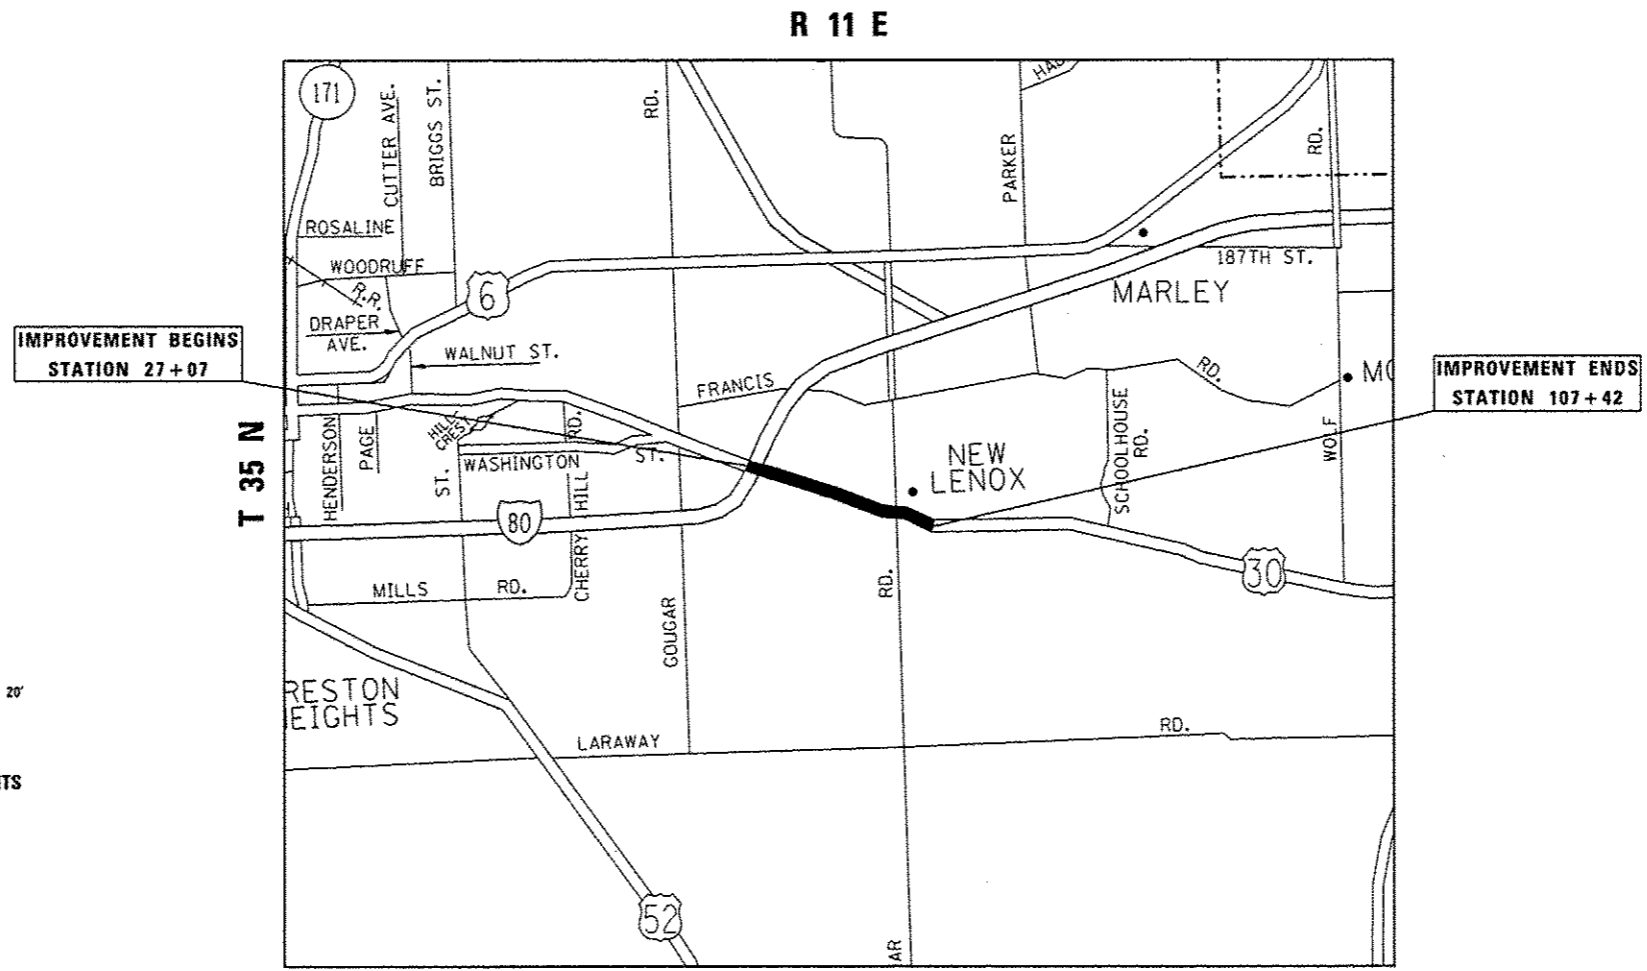 R 11 E
171
CUTTER AVE.
BRIGGS ST.
RD.
PARKER
RD.
ROSALINE
WOODRUFF
R.R.
6
187TH ST.
MARLEY
DRAPER
AVE.
WALNUT ST.
IMPROVEMENT BEGINS
STATION 27+07
FRANCIS
RD.
IMPROVEMENT ENDS
STATION 107+42
T 35 N
HENDERSON
PAGE
HILL
CREST
ST.
WASHINGTON
ST.
RD.
CHERRY HILL
NEW
LENOX
SCHOOLHOUSE
RD.
WOLF
80
30
MILLS
RD.
GOUGAR
RD.
RESTON
EIGHTS
20'
LARAWAY
RD.
ITS
52
AR